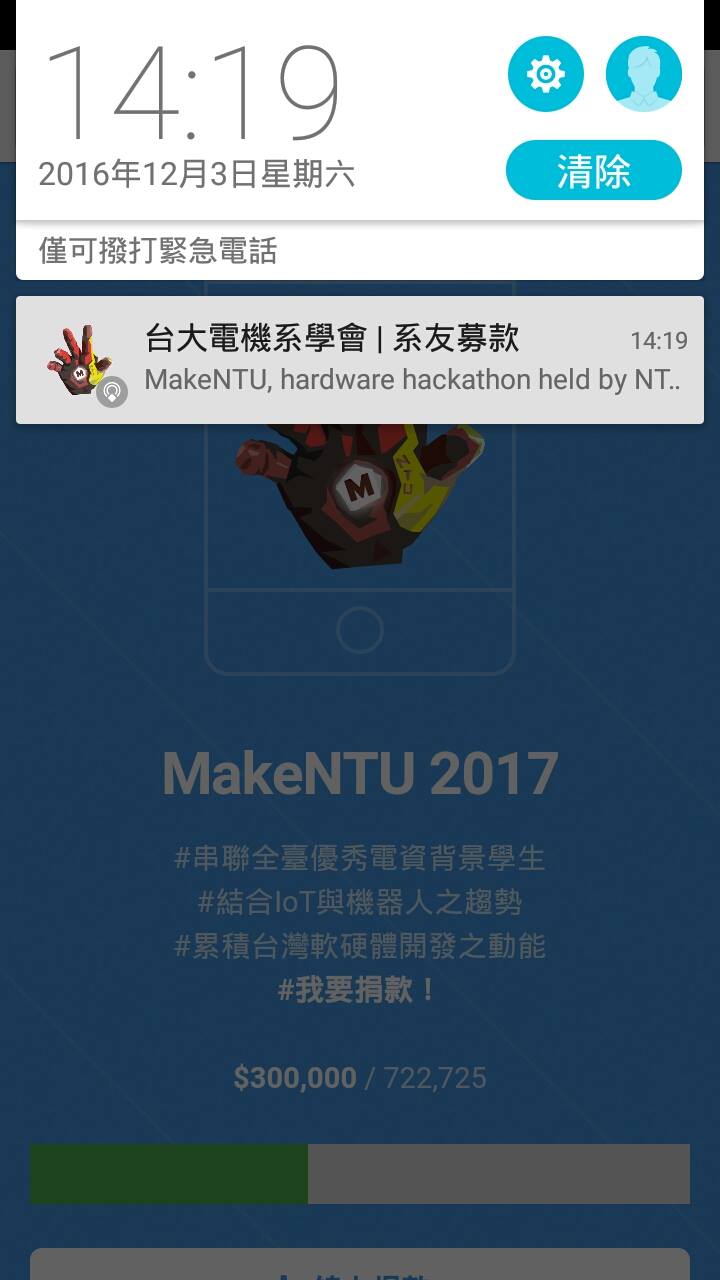 14:19
2016年12月3日星期六
清除
僅可撥打緊急電話
台大電機系學會 | 系友募款
14:19
MakeNTU, hardware hackathon held by NT..
M
M
NTU
MakeNTU 2017
#串聯全臺優秀電資背景學生
#結合IoT與機器人之趨勢
#累積台灣軟硬體開發之動能
#我要捐款！
$300,000 / 722,725